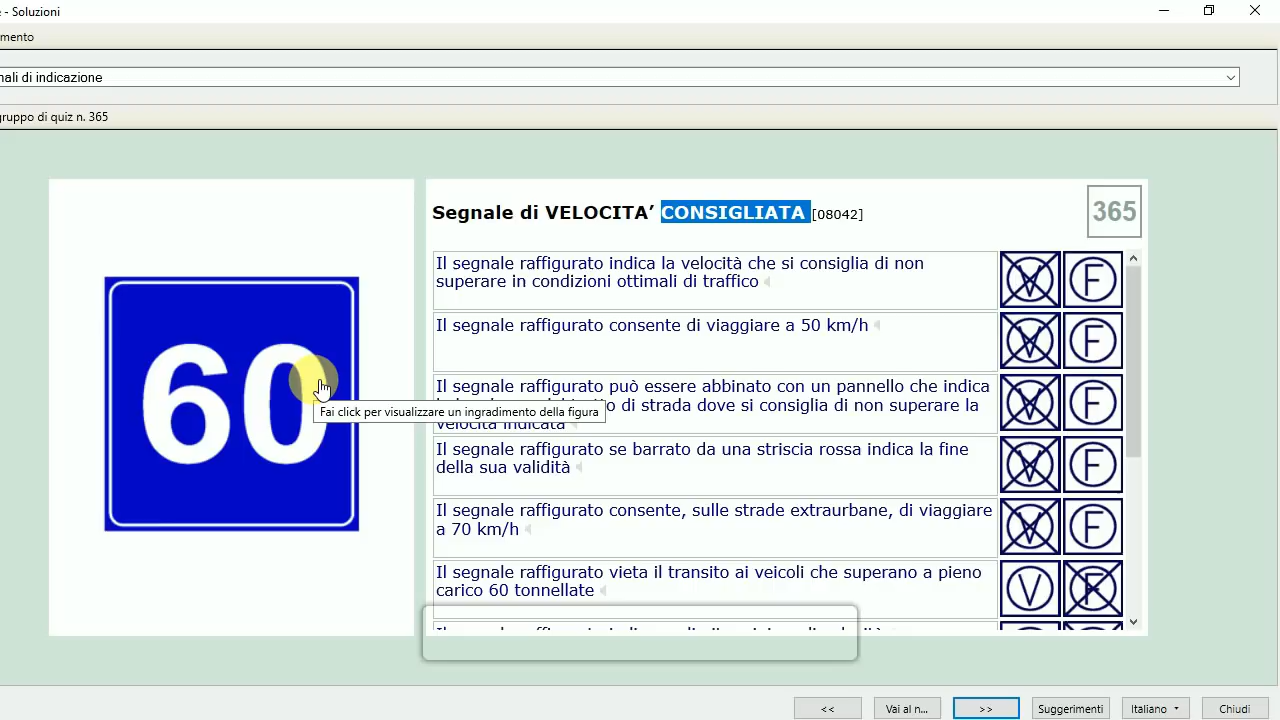 - Soluzioni
mento
nali di indicazione
gruppo di quiz n. 365
Segnale di VELOCITA’ CONSIGLIATA [08042]
365
60
Fai click per visualizzare un ingradimento della figura
Il segnale raffigurato indica la velocità che si consiglia di non
superare in condizioni ottimali di traffico
V F
Il segnale raffigurato consente di viaggiare a 50 km/h
V F
Il segnale raffigurato può essere abbinato con un pannello che indica
di strada dove si consiglia di non superare la
velocità indicata
V F
Il segnale raffigurato se barrato da una striscia rossa indica la fine
della sua validità
V F
Il segnale raffigurato consente, sulle strade extraurbane, di viaggiare
a 70 km/h
V F
Il segnale raffigurato vieta il transito ai veicoli che superano a pieno
carico 60 tonnellate
V F
<<
Vai al n...
>>
Suggerimenti
Italiano
Chiudi